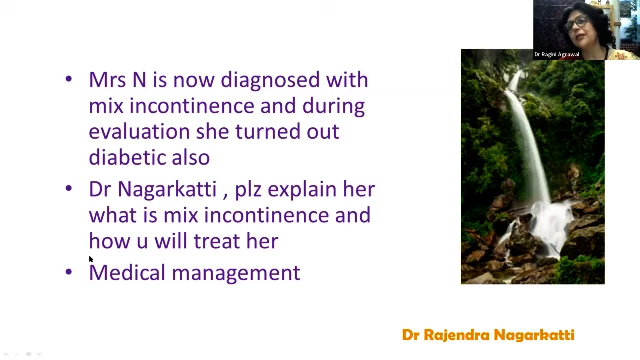 Dr Ragini Agrawal
• Mrs N is now diagnosed with
mix incontinence and during
evaluation she turned out
diabetic also
• Dr Nagarkatti , plz explain her
what is mix incontinence and
how u will treat her
• Medical management
Dr Rajendra Nagarkatti